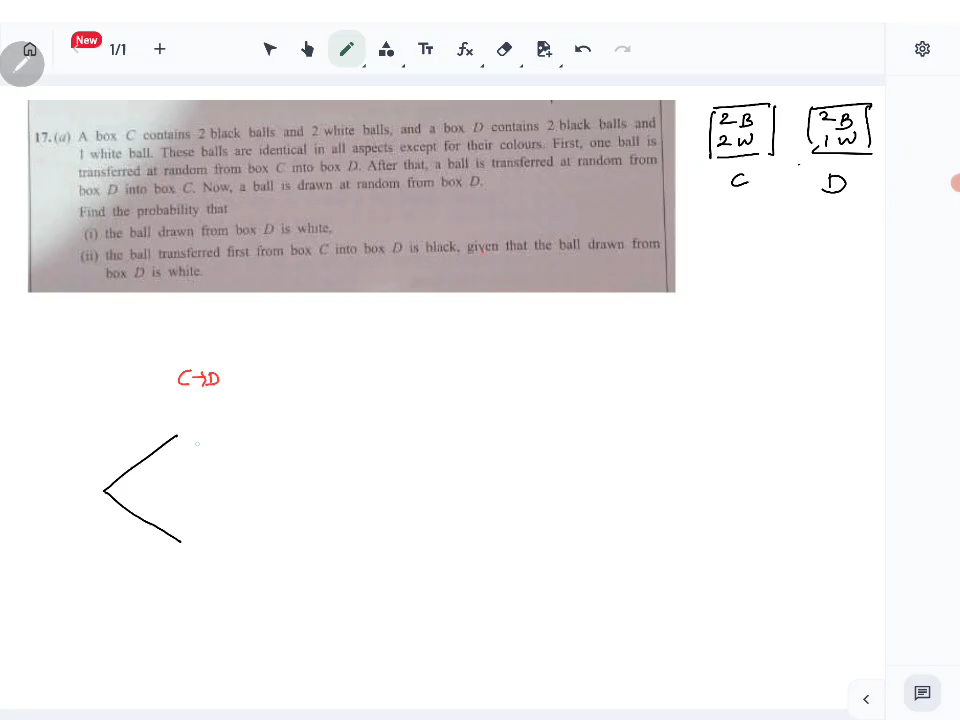 New
1/1
Tт
fx
17.(a) A box C contains 2 black balls and 2 white balls, and a box D contains 2 black balls and
1 white ball. These balls are identical in all aspects except for their colours. First, one ball is
transferred at random from box C into box D. After that, a ball is transferred at random from
box D into box C. Now, a ball is drawn at random from box D.
Find the probability that
(i) the ball drawn from box D is white,
(ii) the ball transferred first from box C into box D is black, given that the ball drawn from
box D is white.
2B
2W
C
2B
1W
D
C→D